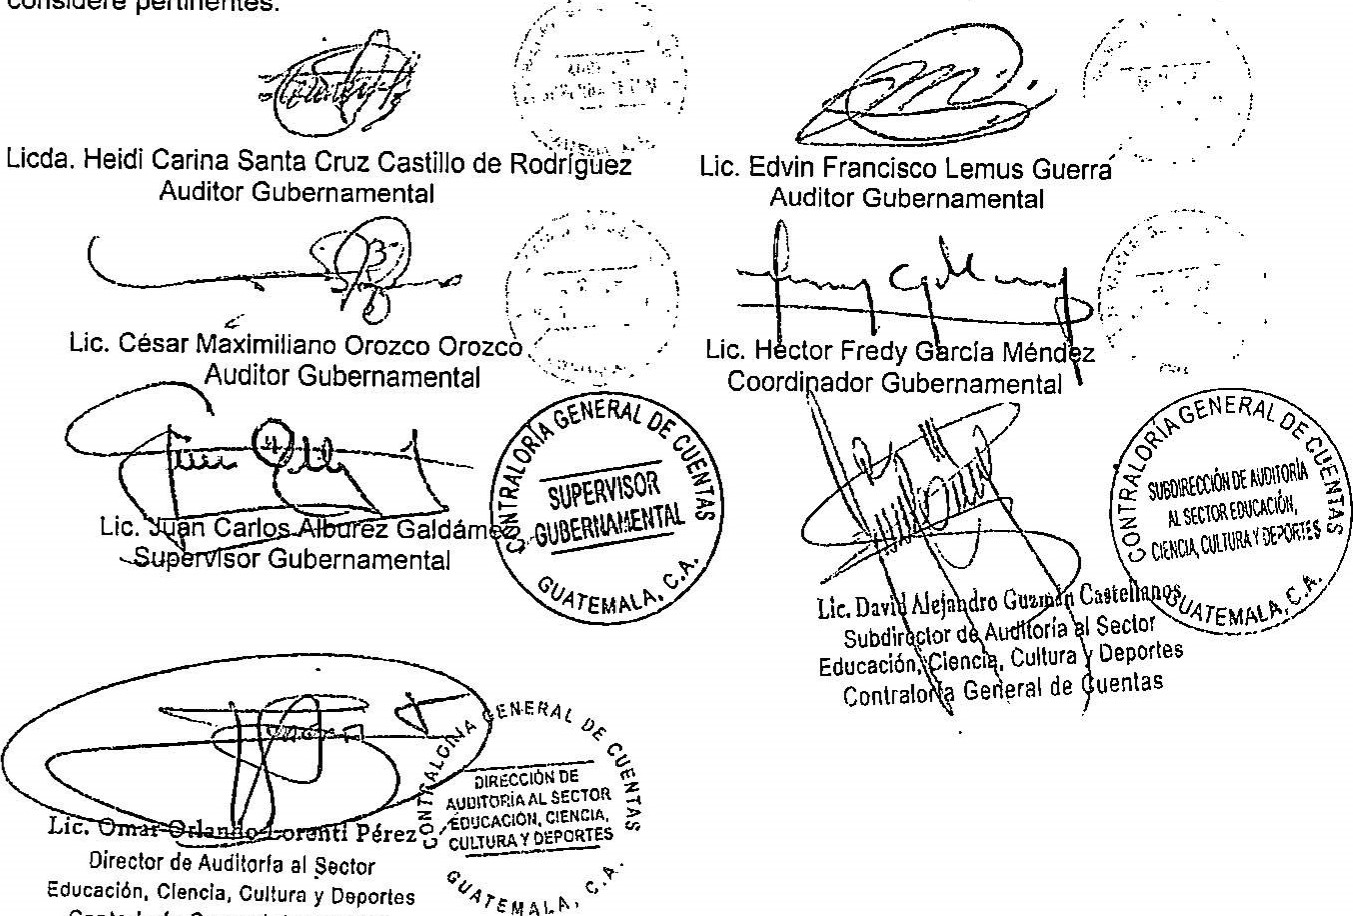 considere pertinentes.
Licda. Heidi Carina Santa Cruz Castillo de Rodríguez
Auditor Gubernamental
Lic. Edvin Francisco Lemus Guerra
Auditor Gubernamental
Lic. César Maximiliano Orozco Orozco
Auditor Gubernamental
Lic. Héctor Fredy García Méndez
Coordinador Gubernamental
Lic. Juan Carlos Alburez Galdámez
Supervisor Gubernamental
CONTRALORÍA GENERAL DE CUENTAS
SUPERVISOR
GUBERNAMENTAL
GUATEMALA, C.A.
Lic. David Alejandro Guzmán Castellanos
Subdirector de Auditoría al Sector
Educación, Ciencia, Cultura y Deportes
Contraloría General de Cuentas
CONTRALORÍA GENERAL DE CUENTAS
SUBDIRECCIÓN DE AUDITORÍA
AL SECTOR EDUCACIÓN,
CIENCIA, CULTURA Y DEPORTES
GUATEMALA, C.A.
Lic. Omar Orlando Lorenti Pérez
Director de Auditoría al Sector
Educación, Ciencia, Cultura y Deportes
CONTRALORIA GENERAL DE CUENTAS
DIRECCIÓN DE
AUDITORÍA AL SECTOR
EDUCACIÓN, CIENCIA,
CULTURA Y DEPORTES
GUATEMALA, C.A.